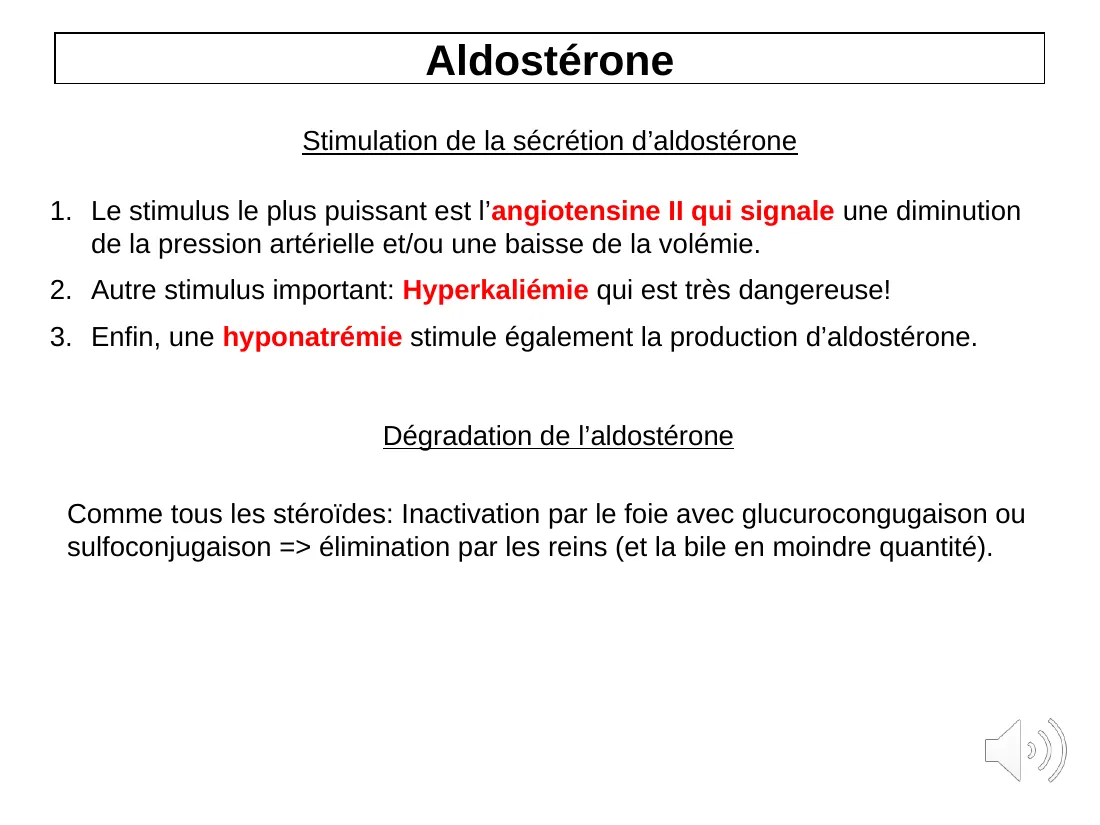 Aldostérone
Stimulation de la sécrétion d’aldostérone
1. Le stimulus le plus puissant est l’angiotensine II qui signale une diminution
de la pression artérielle et/ou une baisse de la volémie.
2. Autre stimulus important: Hyperkaliémie qui est très dangereuse!
3. Enfin, une hyponatrémie stimule également la production d’aldostérone.
Dégradation de l’aldostérone
Comme tous les stéroïdes: Inactivation par le foie avec glucurocongugaison ou
sulfoconjugaison => élimination par les reins (et la bile en moindre quantité).